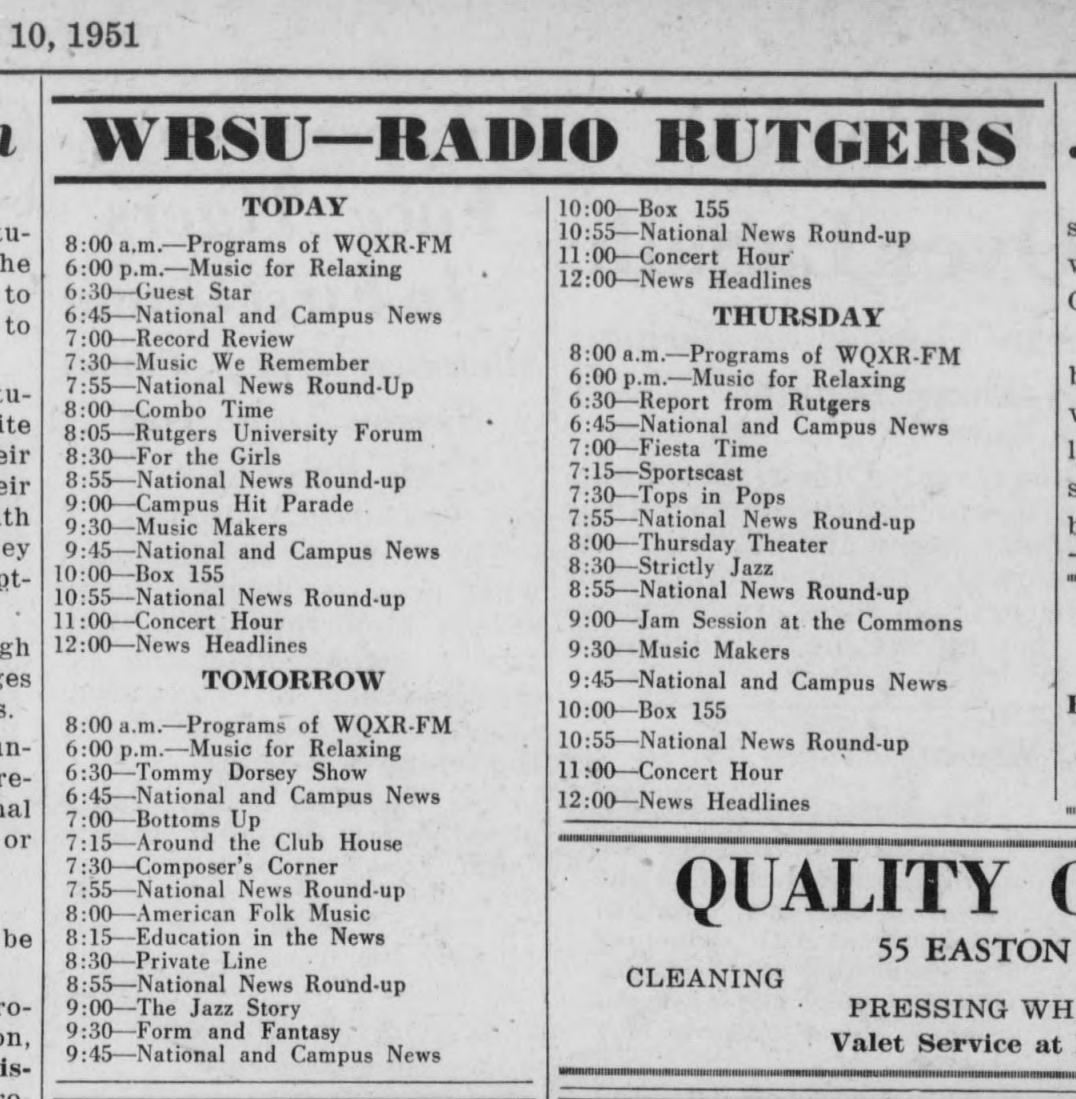 10, 1951
WRSU—RADIO RUTGERS
TODAY
8:00 a.m.—Programs of WQXR-FM
6:00 p.m.—Music for Relaxing
6:30—Guest Star
6:45—National and Campus News
7:00—Record Review
7:30—Music We Remember
7:55—National News Round-Up
8:00—Combo Time
8:05—Rutgers University Forum
8:30—For the Girls
8:55—National News Round-up
9:00—Campus Hit Parade
9:30—Music Makers
9:45—National and Campus News
10:00—Box 155
10:55—National News Round-up
11:00—Concert Hour
12:00—News Headlines
TOMORROW
8:00 a.m.—Programs of WQXR-FM
6:00 p.m.—Music for Relaxing
6:30—Tommy Dorsey Show
6:45—National and Campus News
7:00—Bottoms Up
7:15—Around the Club House
7:30—Composer's Corner
7:55—National News Round-up
8:00—American Folk Music
8:15—Education in the News
8:30—Private Line
8:55—National News Round-up
9:00—The Jazz Story
9:30—Form and Fantasy
9:45—National and Campus News
10:00—Box 155
10:55—National News Round-up
11:00—Concert Hour
12:00—News Headlines
THURSDAY
8:00 a.m.—Programs of WQXR-FM
6:00 p.m.—Music for Relaxing
6:30—Report from Rutgers
6:45—National and Campus News
7:00—Fiesta Time
7:15—Sportscast
7:30—Tops in Pops
7:55—National News Round-up
8:00—Thursday Theater
8:30—Strictly Jazz
8:55—National News Round-up
9:00—Jam Session at the Commons
9:30—Music Makers
9:45—National and Campus News
10:00—Box 155
10:55—National News Round-up
11:00—Concert Hour
12:00—News Headlines
QUALITY
55 EASTON
CLEANING
PRESSING WH
Valet Service at